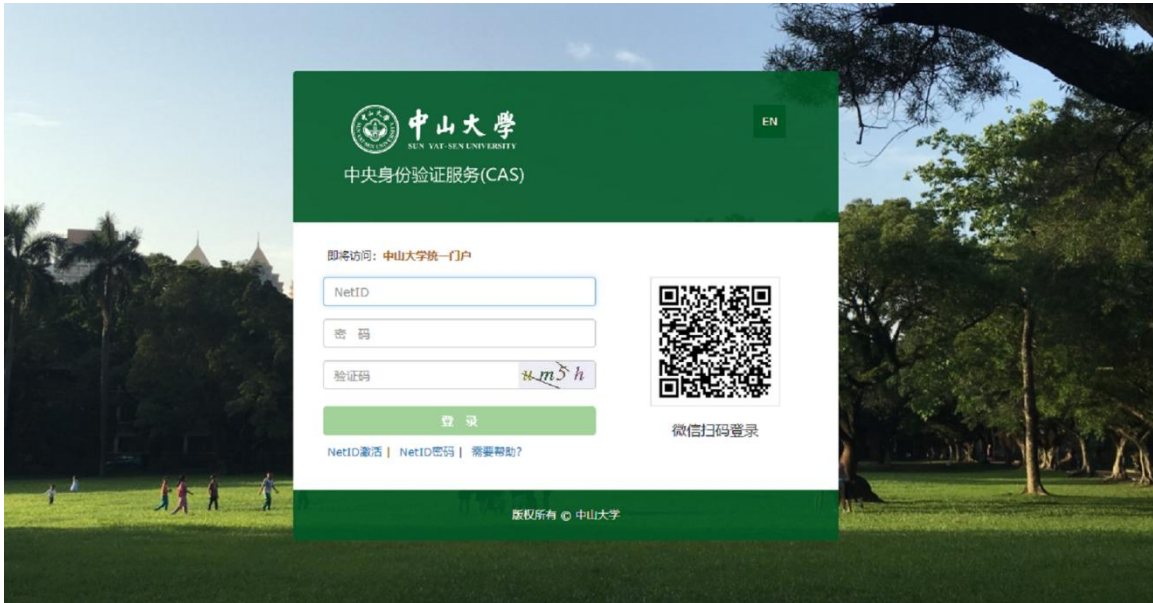 中山大學
SUN YAT-SEN UNIVERSITY
EN
中央身份验证服务(CAS)
即将访问：中山大学统一门户
NetID
密 码
验证码
um5h
登 录
微信扫码登录
NetID激活 | NetID密码 | 需要帮助?
版权所有 © 中山大学